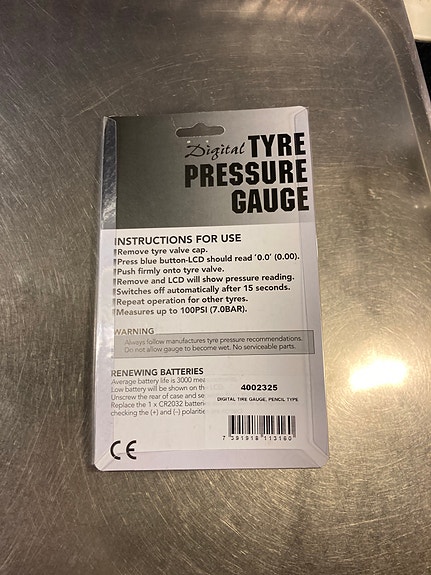 Digital TYRE
PRESSURE
GAUGE
INSTRUCTIONS FOR USE
Remove tyre valve cap.
Press blue button-LCD should read '0.0' (0.00).
Push firmly onto tyre valve.
Remove and LCD will show pressure reading.
Switches off automatically after 15 seconds.
Repeat operation for other tyres.
Measures up to 100PSI (7.0BAR).
WARNING
Always follow manufactures tyre pressure recommendations.
Do not allow gauge to become wet. No serviceable parts.
RENEWING BATTERIES
Average battery life is 3000
Low battery will be shown on
Unscrew the rear of case and
Replace the 1 x CR2032
checking the (+) and (–)
4002325
DIGITAL TIRE GAUGE, PENCIL TYPE
7 391918 113160
CE